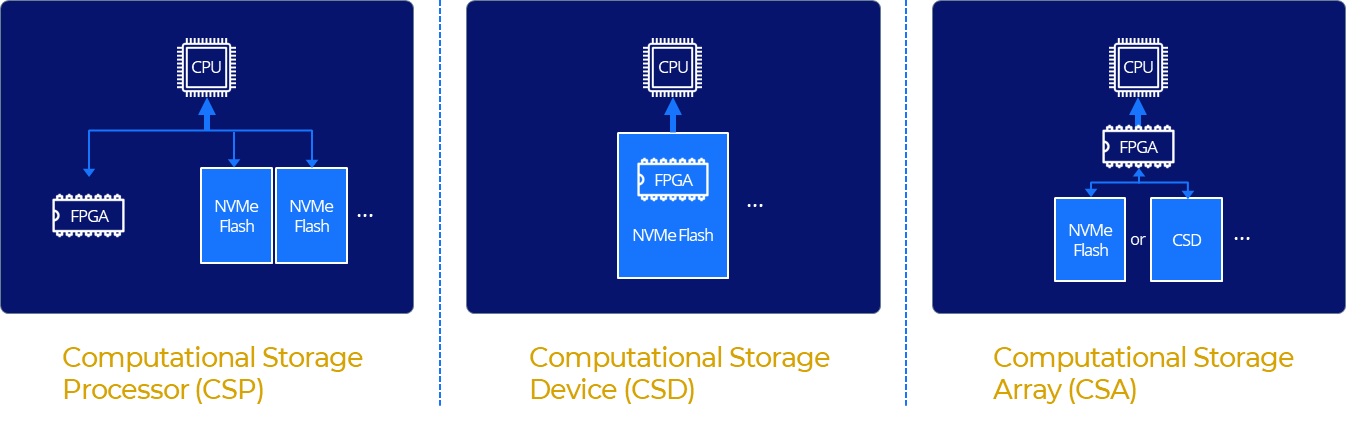 CPU
FPGA
NVMe
Flash
NVMe
Flash
...
Computational Storage
Processor (CSP)
CPU
FPGA
NVMe Flash
...
Computational Storage
Device (CSD)
CPU
FPGA
NVMe
Flash
or
CSD
...
Computational Storage
Array (CSA)